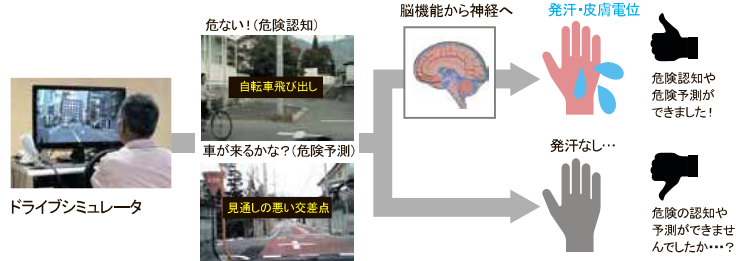 危ない！(危険認知)
自転車飛び出し
車が来るかな？(危険予測)
見通しの悪い交差点
ドライブシミュレータ
脳機能から神経へ
発汗・皮膚電位
危険認知や
危険予測が
できました！
発汗なし…
危険の認知や
予測ができませ
んでしたか・・・？